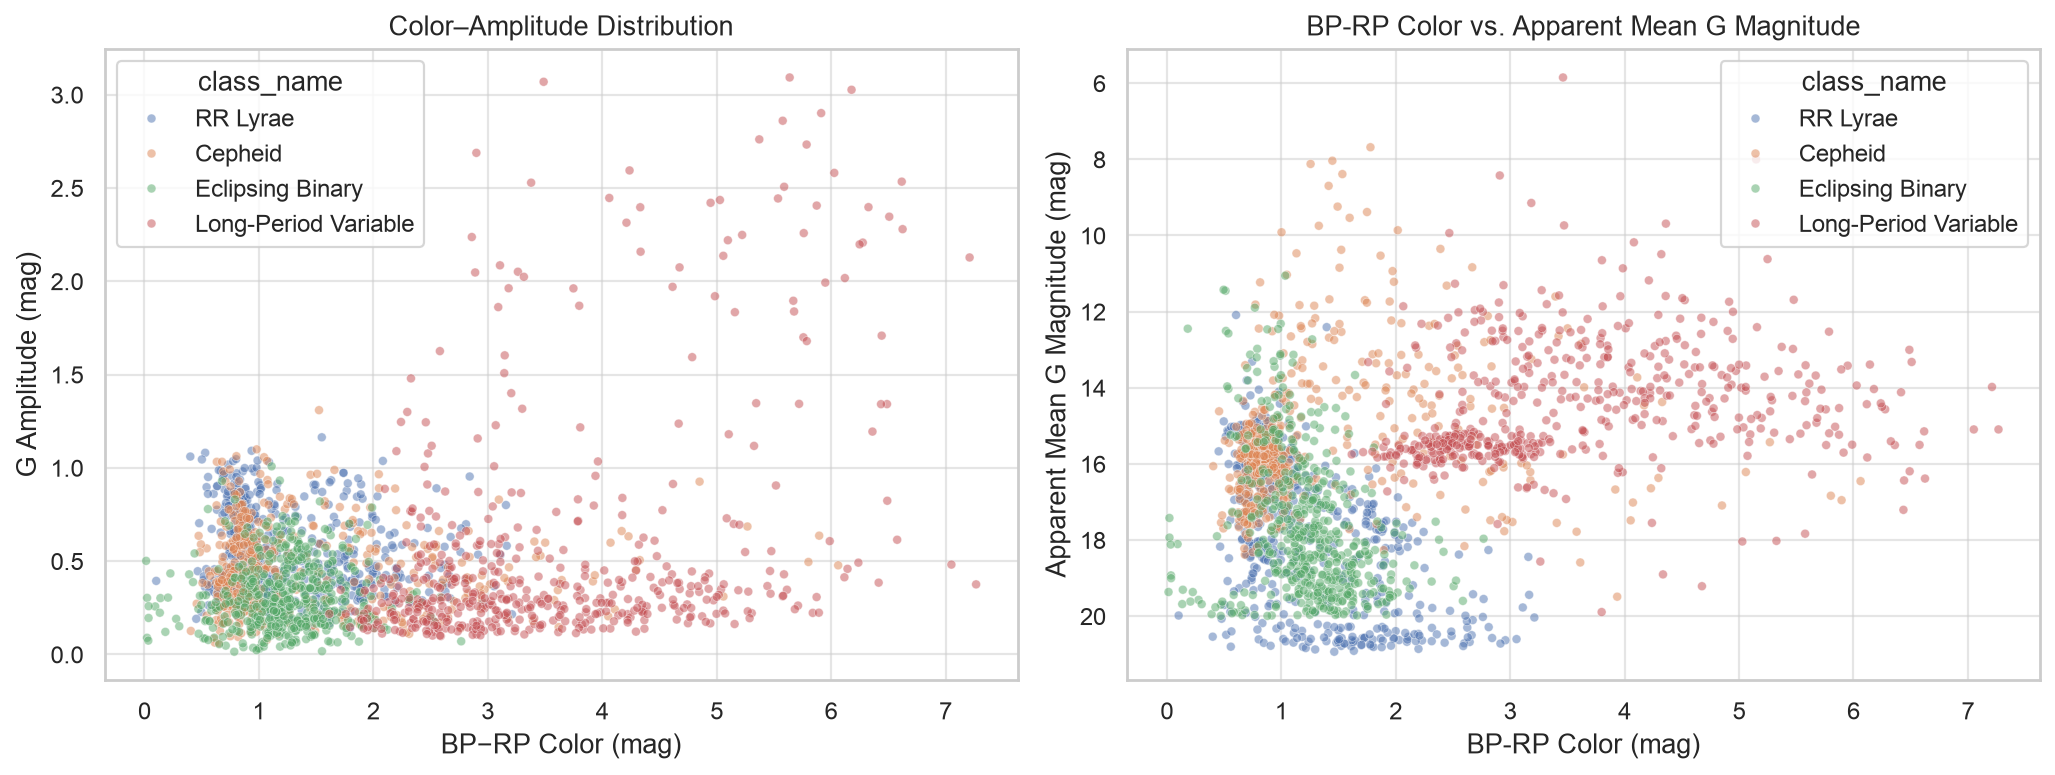 Color–Amplitude Distribution
class_name
RR Lyrae
Cepheid
Eclipsing Binary
Long-Period Variable
G Amplitude (mag)
3.0
2.5
2.0
1.5
1.0
0.5
0.0
0 1 2 3 4 5 6 7
BP−RP Color (mag)
BP-RP Color vs. Apparent Mean G Magnitude
class_name
RR Lyrae
Cepheid
Eclipsing Binary
Long-Period Variable
Apparent Mean G Magnitude (mag)
6
8
10
12
14
16
18
20
0 1 2 3 4 5 6 7
BP-RP Color (mag)